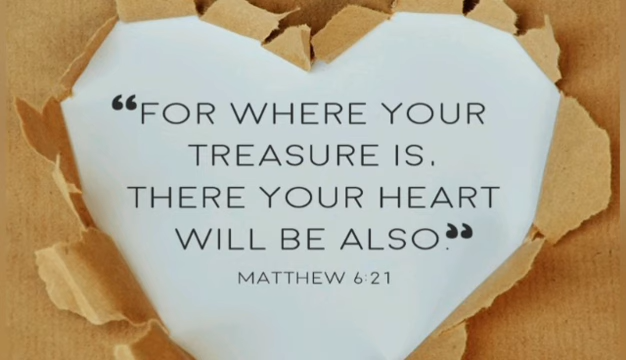 “FOR WHERE YOUR
TREASURE IS,
THERE YOUR HEART
WILL BE ALSO.”
MATTHEW 6:21